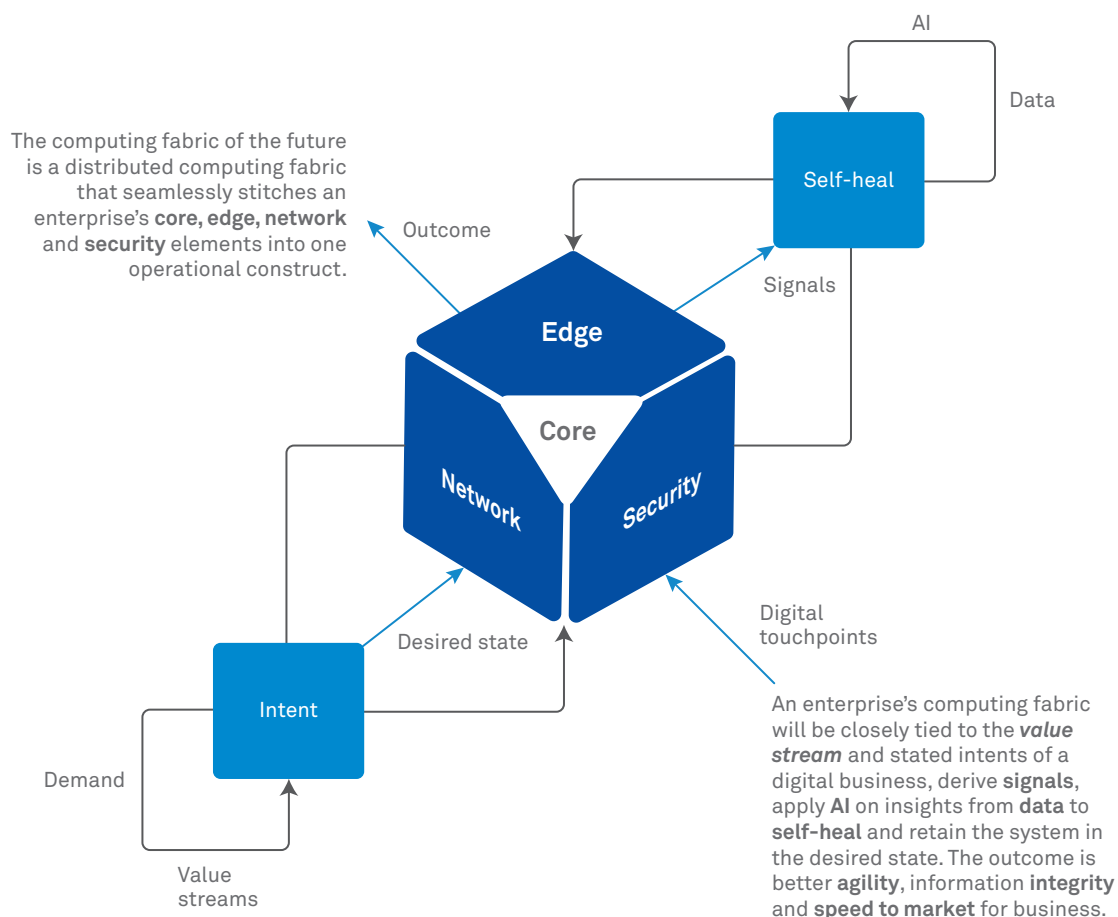 AI
Data
The computing fabric of the future
is a distributed computing fabric
that seamlessly stitches an
enterprise’s core, edge, network
and security elements into one
operational construct.
Self-heal
Outcome
Signals
Edge
Core
Network
Security
Desired state
Digital
touchpoints
Intent
Demand
Value
streams
An enterprise’s computing fabric
will be closely tied to the value
stream and stated intents of a
digital business, derive signals,
apply AI on insights from data to
self-heal and retain the system in
the desired state. The outcome is
better agility, information integrity
and speed to market for business.